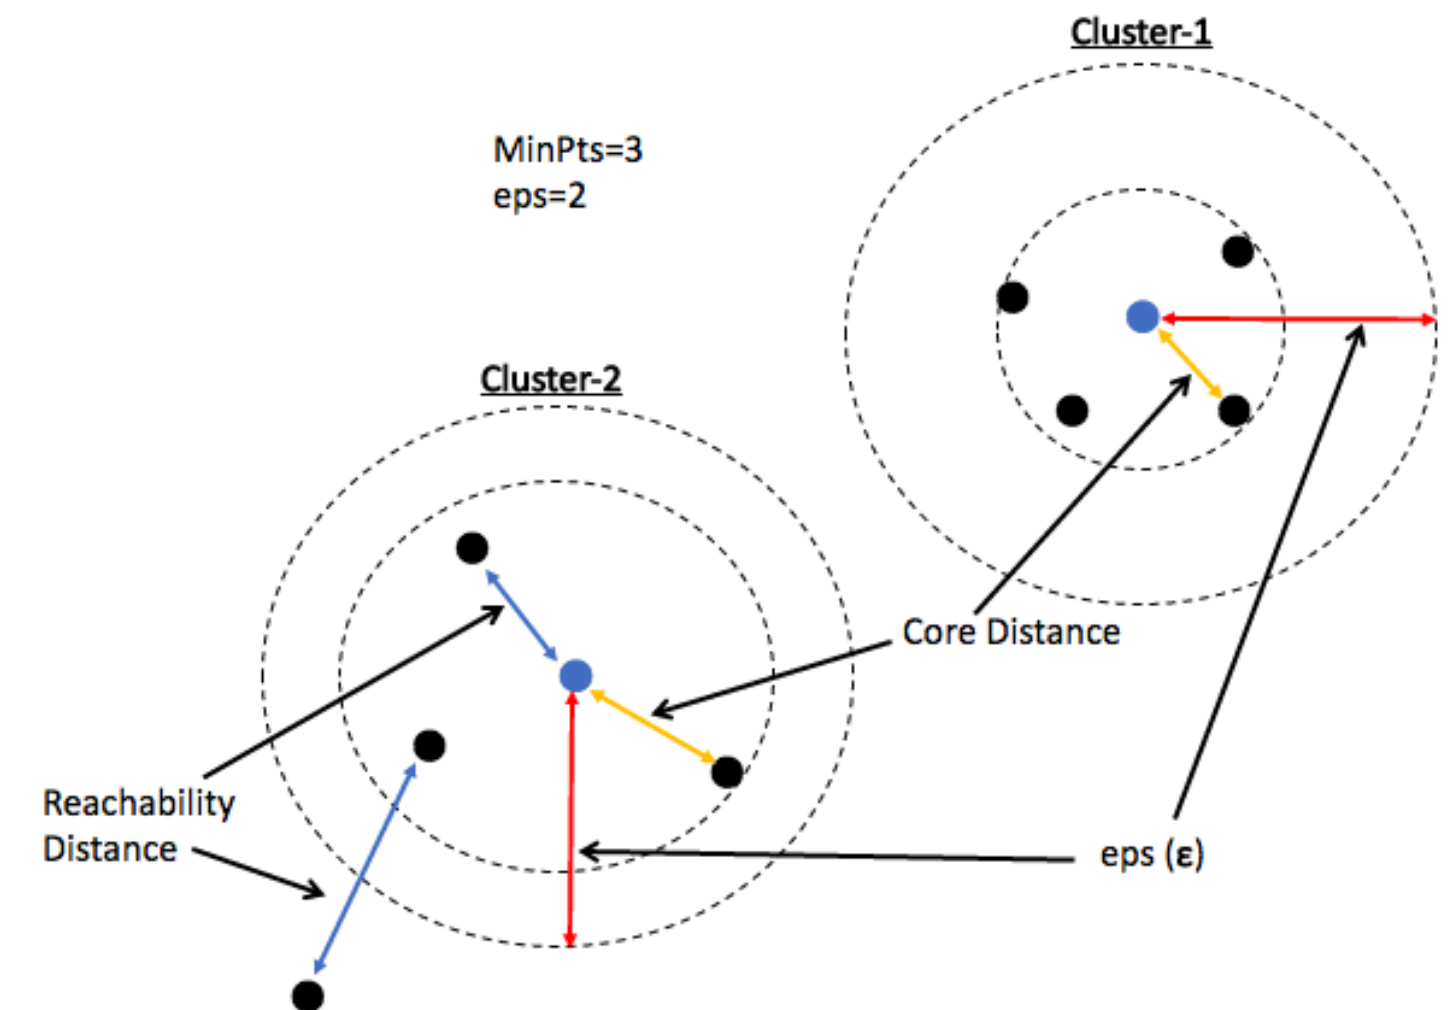 Cluster-1
MinPts=3
eps=2
Cluster-2
Core Distance
Reachability
Distance
eps (ε)